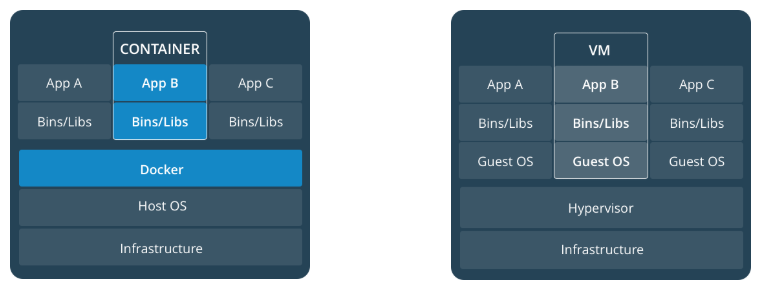 CONTAINER
App A App B App C
Bins/Libs Bins/Libs Bins/Libs
Docker
Host OS
Infrastructure
VM
App A App B App C
Bins/Libs Bins/Libs Bins/Libs
Guest OS Guest OS Guest OS
Hypervisor
Infrastructure